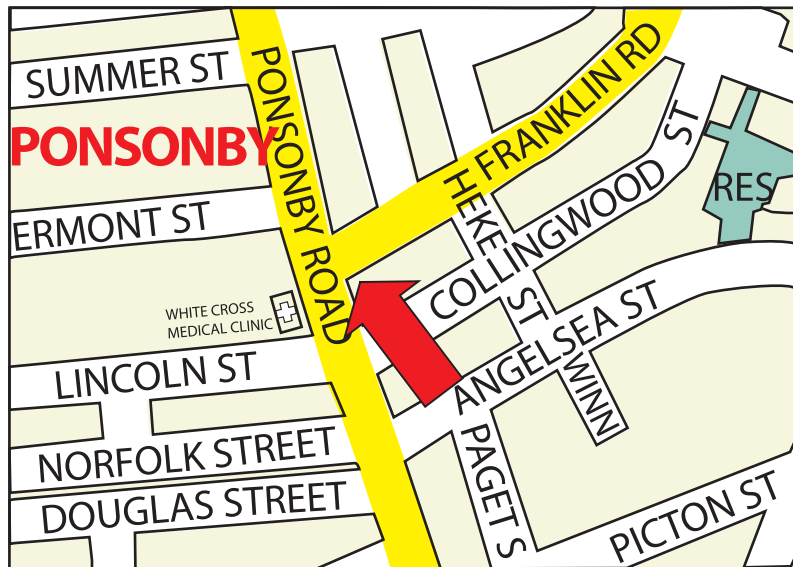 SUMMER ST
PONSONBY
PONSONBY ROAD
FRANKLIN RD
HEKE ST
COLLINGWOOD ST
RES
ERMONT ST
WHITE CROSS
MEDICAL CLINIC
LINCOLN ST
ANGELSEA ST
WINN
NORFOLK STREET
PAGET S
DOUGLAS STREET
PICTON ST